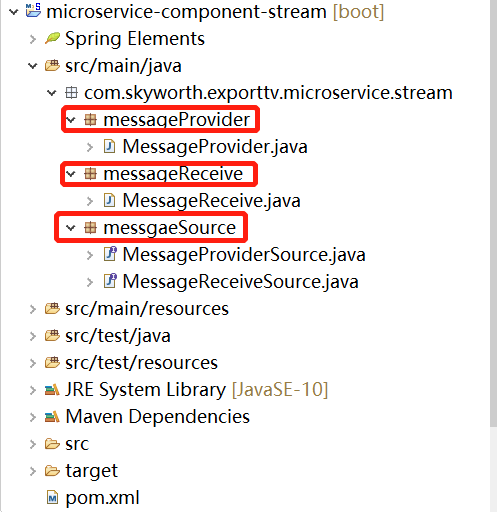 microservice-component-stream [boot]
Spring Elements
src/main/java
com.skyworth.exporttv.microservice.stream
messageProvider
MessageProvider.java
messageReceive
MessageReceive.java
messgaeSource
MessageProviderSource.java
MessageReceiveSource.java
src/main/resources
src/test/java
src/test/resources
JRE System Library [JavaSE-10]
Maven Dependencies
src
target
pom.xml